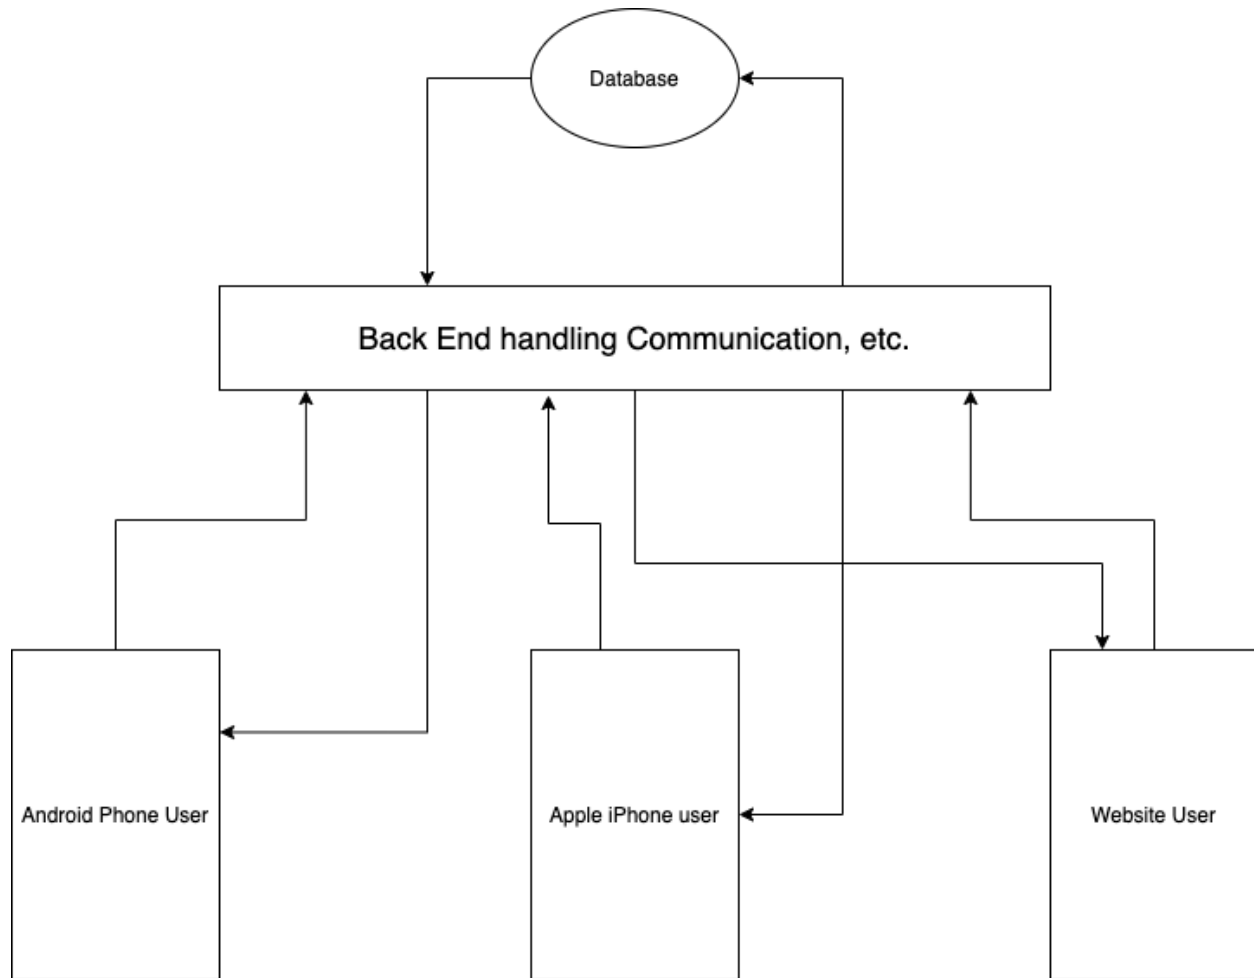 Database
Back End handling Communication, etc.
Android Phone User
Apple iPhone user
Website User